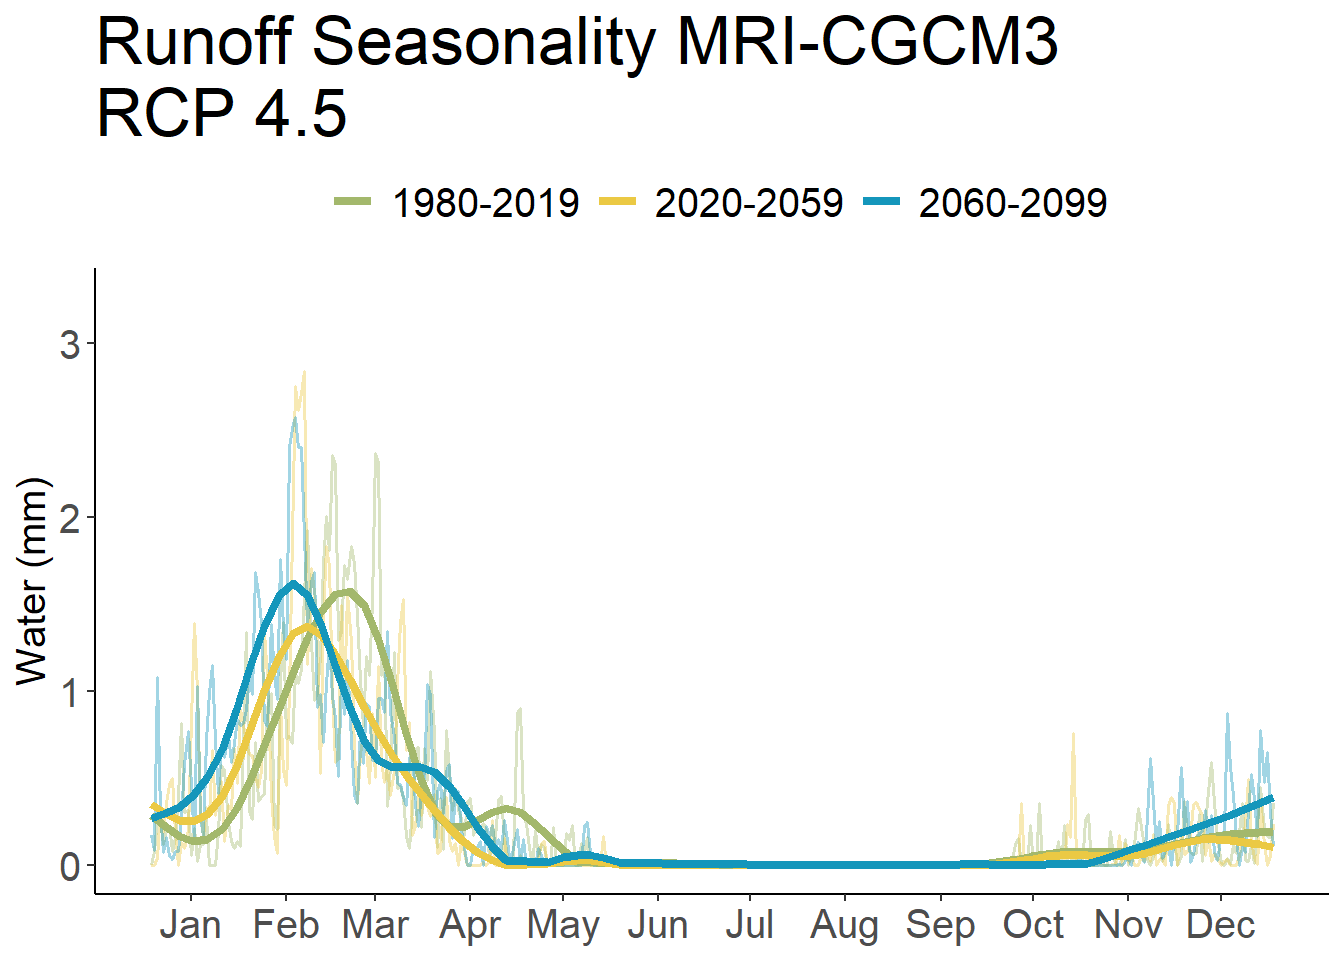 Runoff Seasonality MRI-CGCM3
RCP 4.5
1980-2019 2020-2059 2060-2099
Water (mm)
3
2
1
0
Jan Feb Mar Apr May Jun Jul Aug Sep Oct Nov Dec